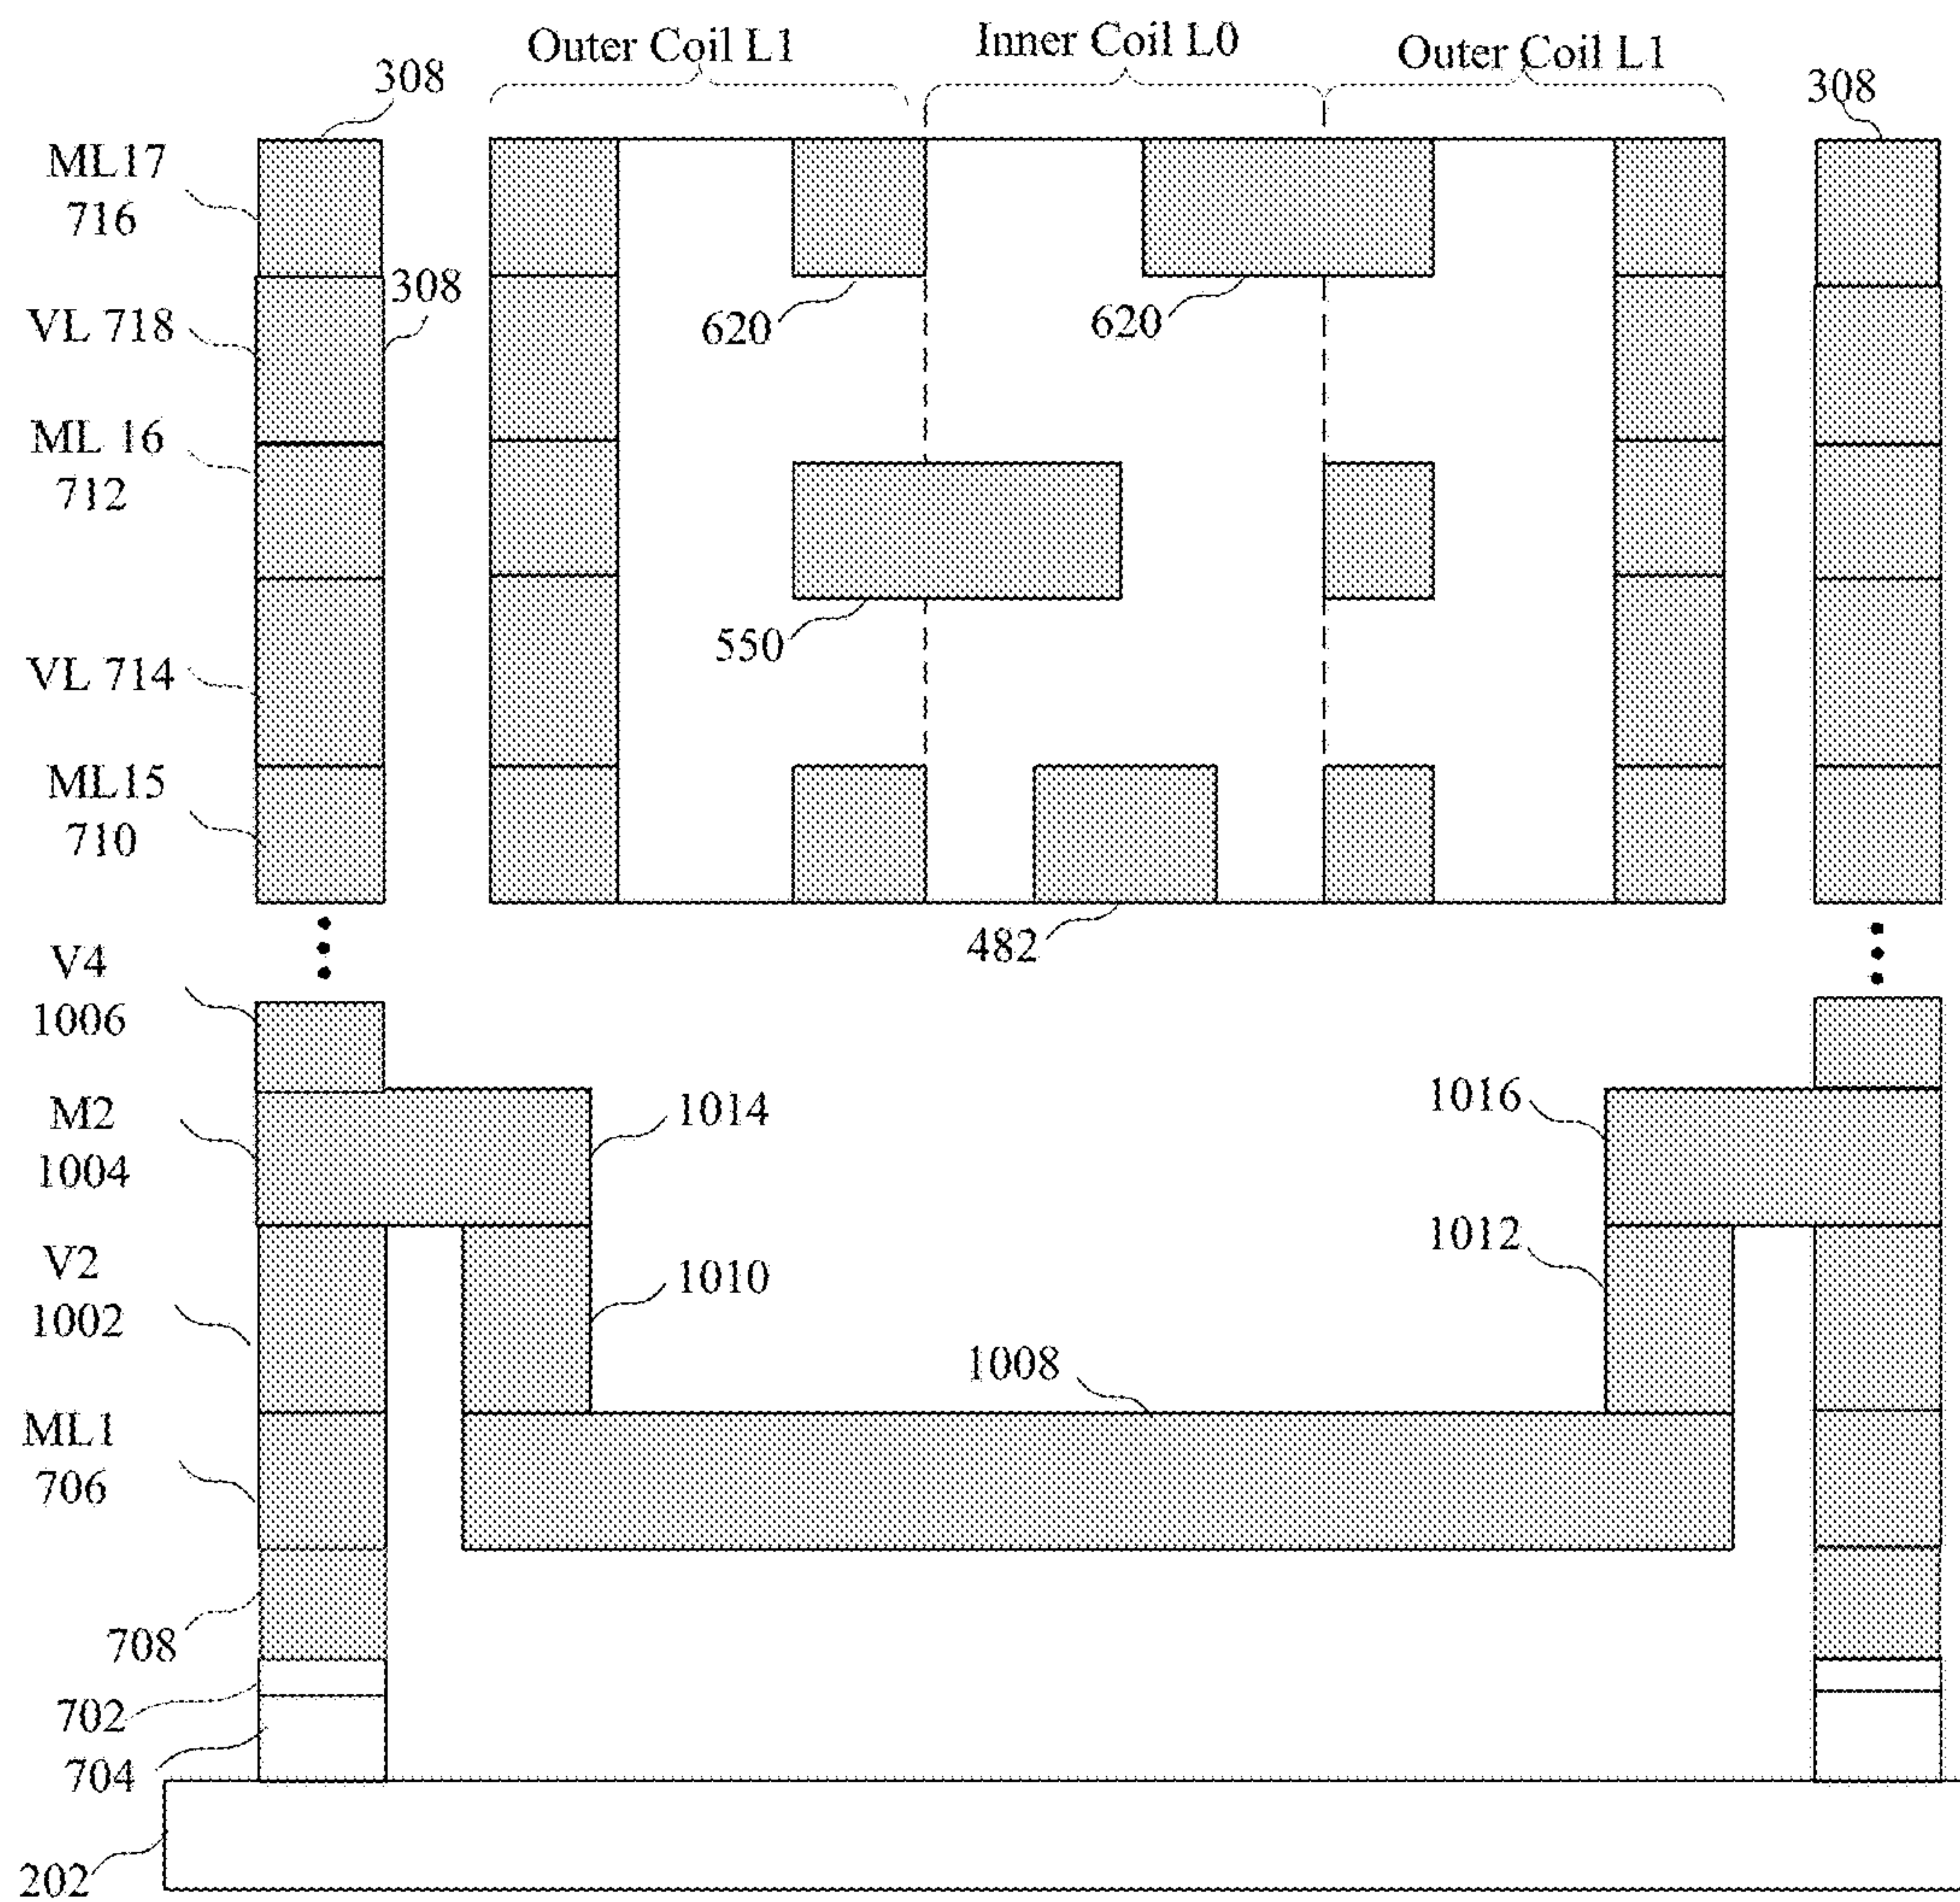 Outer Coil L1
Inner Coil L0
Outer Coil L1
308
308
ML17
716
308
VL 718
620
620
ML 16
712
550
VL 714
ML15
710
482
V4
1006
M2
1004
1014
1016
V2
1002
1010
1012
1008
ML1
706
708
702
704
202